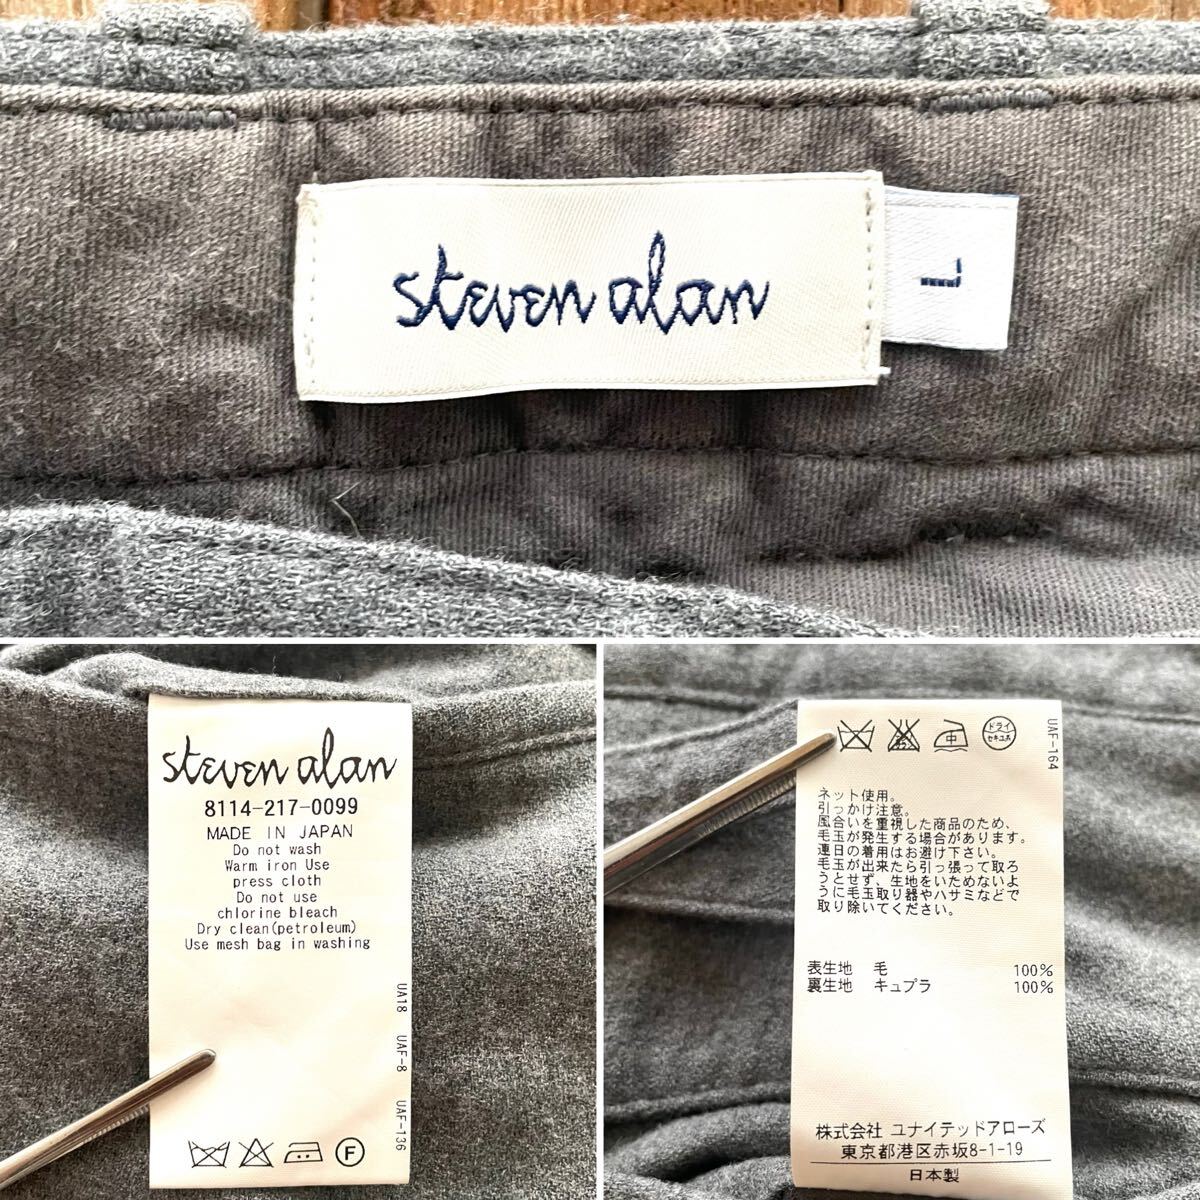 steven alan
L
steven alan
8114-217-0099
MADE IN JAPAN
Do not wash
Warm iron Use
press cloth
Do not use
chlorine bleach
Dry clean(petroleum)
Use mesh bag in washing
UA18 UAF-8 UAF-136
F
中
ドライ
セキユ系
UAF-164
ネット使用。
引っかけ注意。
風合いを重視した商品のため、
毛玉が発生する場合があります。
連日の着用はお避け下さい。
毛玉が出来たら引っ張って取ろ
うとせず、生地をいためないよ
うに毛玉取り器やハサミなどで
取り除いてください。
表生地 毛 100%
裏生地 キュプラ 100%
株式会社 ユナイテッドアローズ
東京都港区赤坂8-1-19
日本製